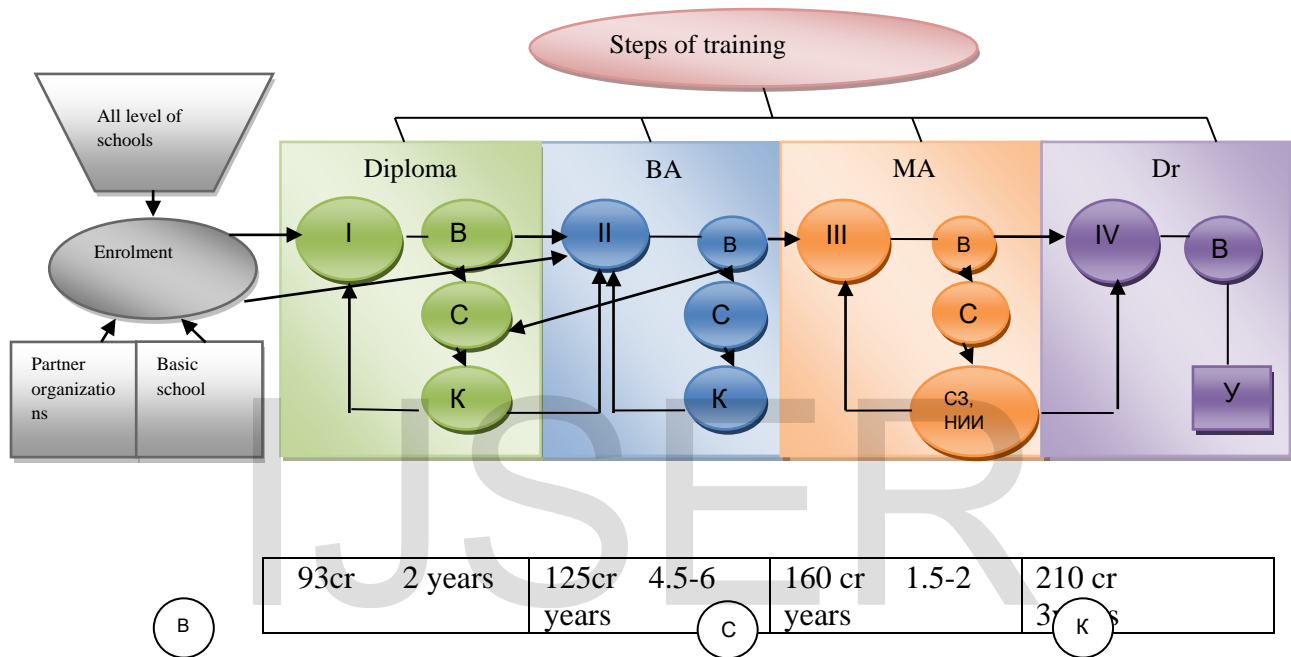 Steps of training
All level of
schools
Enrolment
Partner
organizatio
ns
Basic
school
Diploma
I
В
С
К
BA
II
В
С
К
MA
III
В
С
СЗ,
НИИ
Dr
IV
В
У
IJSER
93cr 2 years
125cr 4.5-6
years
160 cr 1.5-2
years
210 cr
В
С
К